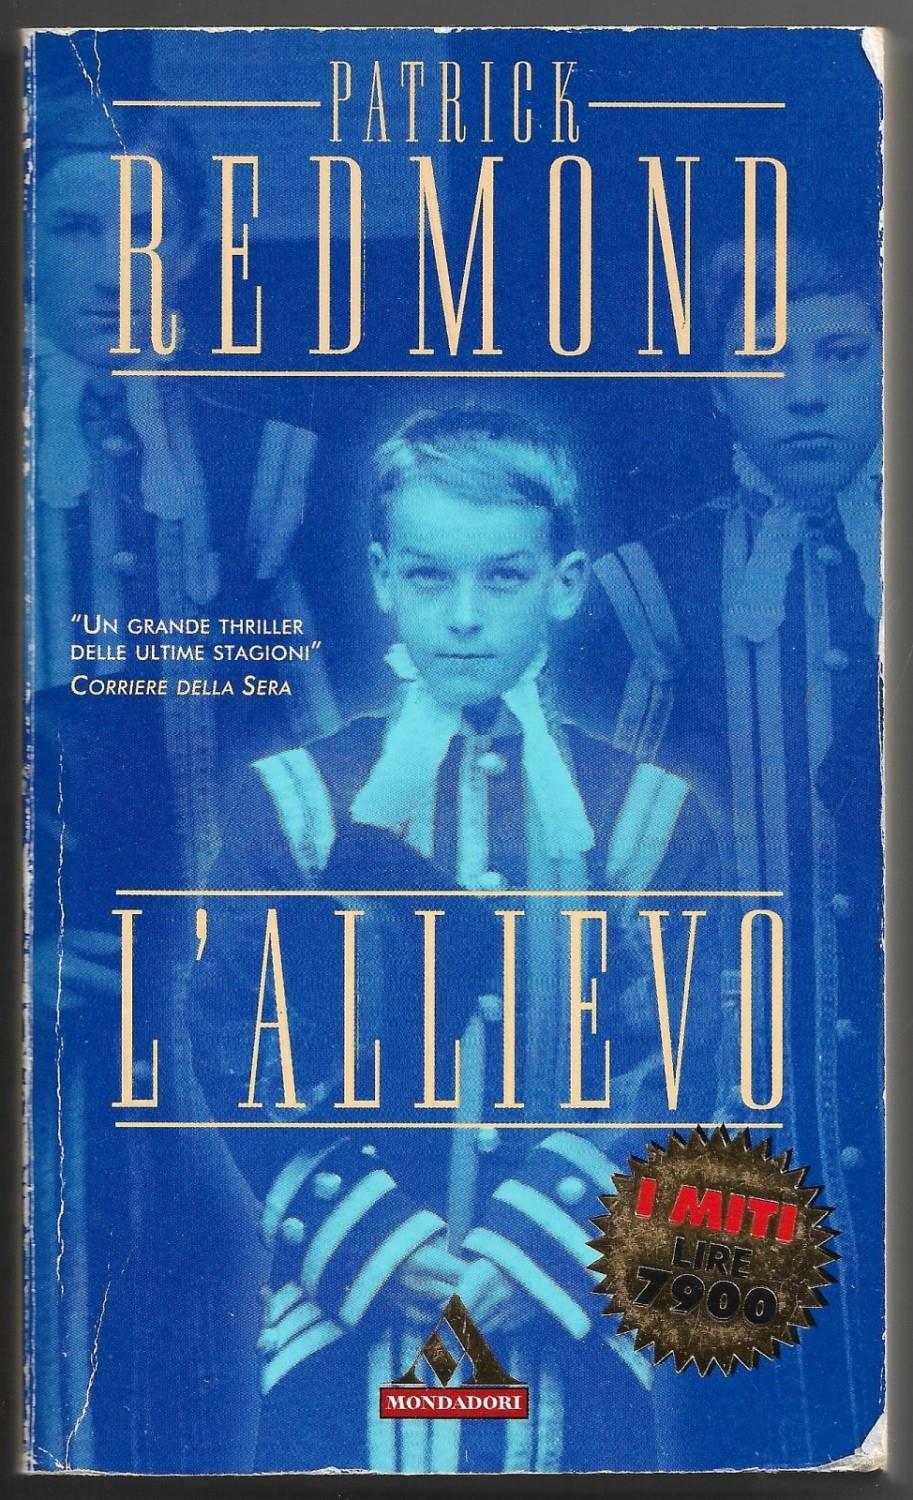 PATRICK
REDMOND
"UN GRANDE THRILLER
DELLE ULTIME STAGIONI"
CORRIERE DELLA SERA
L'ALLIEVO
I MITI
LIRE
7900
MONDADORI